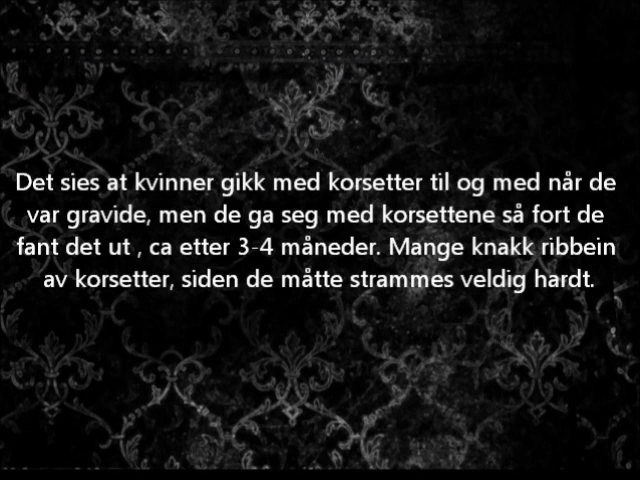 Det sies at kvinner gikk med korsetter til og med når de
var gravide, men de ga seg med korsettene så fort de
fant det ut , ca etter 3-4 måneder. Mange knakk ribbein
av korsetter, siden de måtte strammes veldig hardt.